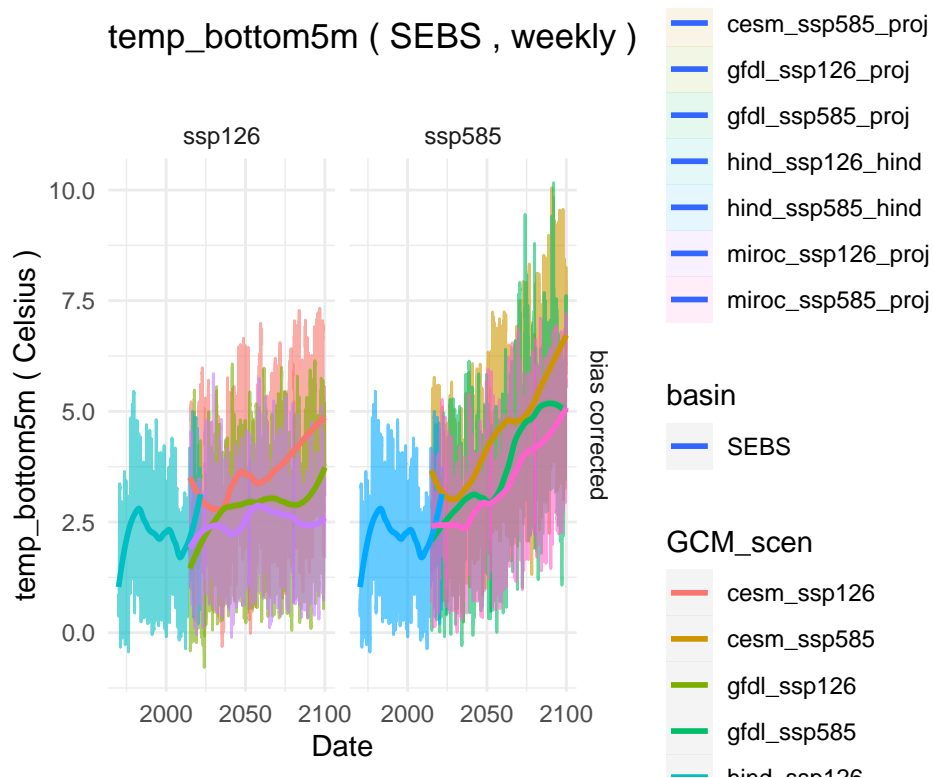 temp_bottom5m ( SEBS , weekly )
ssp126
ssp585
temp_bottom5m ( Celsius )
10.0
7.5
5.0
2.5
0.0
2000
2050
2100
2000
2050
2100
Date
bias corrected
cesm_ssp585_proj
gfdl_ssp126_proj
gfdl_ssp585_proj
hind_ssp126_hind
hind_ssp585_hind
miroc_ssp126_proj
miroc_ssp585_proj
basin
SEBS
GCM_scen
cesm_ssp126
cesm_ssp585
gfdl_ssp126
gfdl_ssp585
hind_ssp126